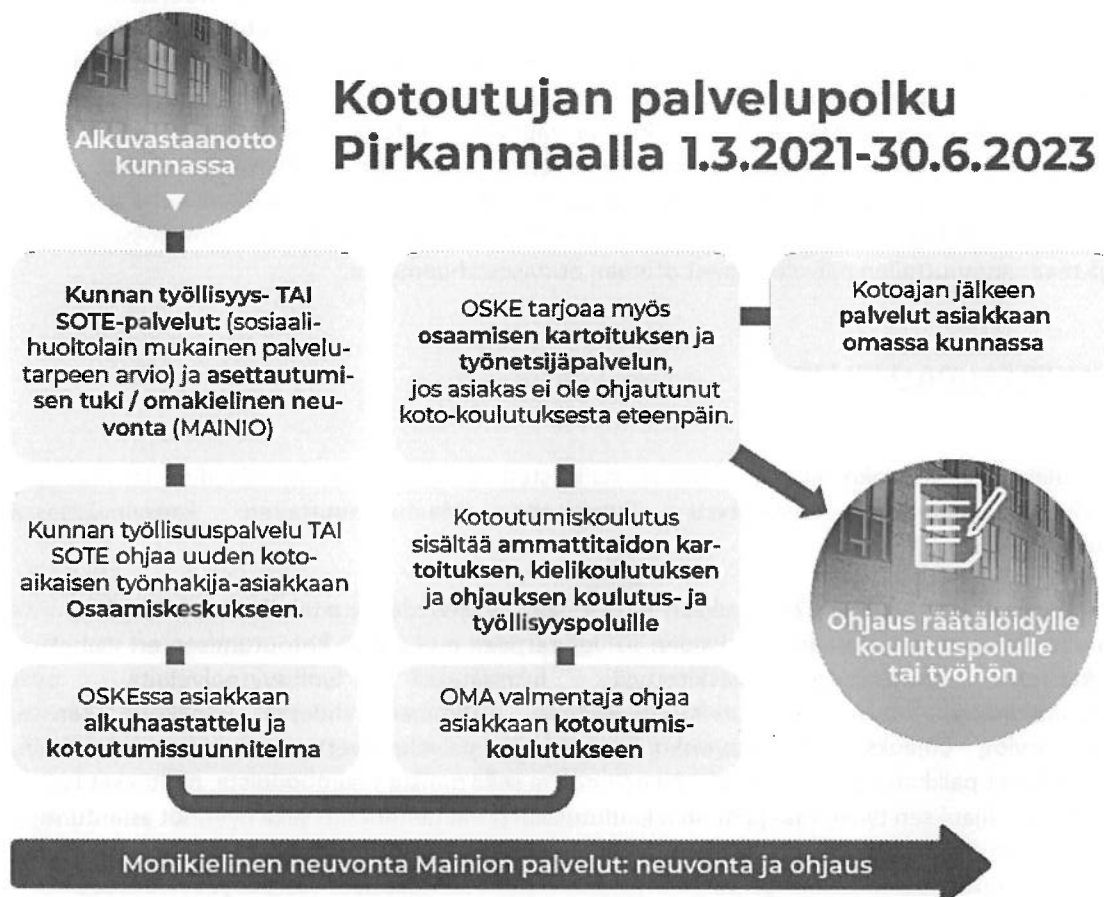 Alkuvastaanotto
kunnassa
Kotoutujan palvelupolku
Pirkanmaalla 1.3.2021-30.6.2023
Kunnan työllisyys- TAI
SOTE-palvelut: (sosiaali-
huoltolain mukainen palvelu-
tarpeen arvio) ja asettautumi-
sen tuki / omakielinen neu-
vonta (MAINIO)
Kunnan työllisuuspalvelu TAI
SOTE ohjaa uuden koto-
aikaisen työnhakija-asiakkaan
Osaamiskeskukseen.
OSKEssa asiakkaan
alkuhaastattelu ja
kotoutumissuunnitelma
OMA valmentaja ohjaa
asiakkaan kotoutumis-
koulutukseen
Kotoutumiskoulutus
sisältää ammattitaidon kar-
toituksen, kielikoulutuksen
ja ohjauksen koulutus- ja
työllisyyspoluille
OSKE tarjoaa myös
osaamisen kartoituksen ja
työnetsijäpalvelun,
jos asiakas ei ole ohjautunut
koto-koulutuksesta eteenpäin.
Kotoajan jälkeen
palvelut asiakkaan
omassa kunnassa
Ohjaus räätälöidylle
koulutuspolulle
tai työhön
Monikielinen neuvonta Mainion palvelut: neuvonta ja ohjaus